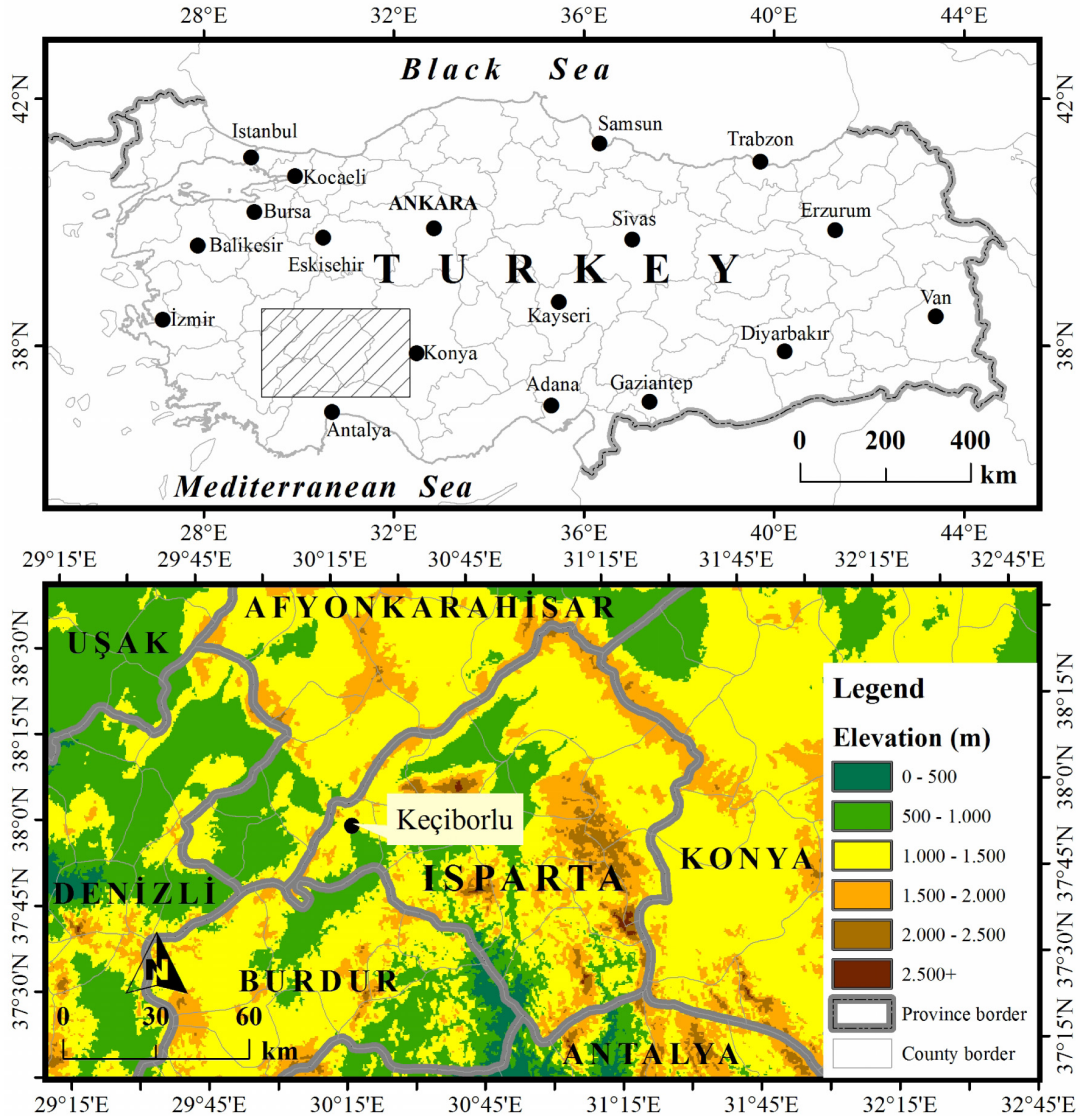 28°E 32°E 36°E 40°E 44°E
42°N 42°N
Black Sea
Istanbul
Samsun
Trabzon
Kocaeli
Bursa
ANKARA
Sivas
Erzurum
Balikesir
Eskisehir
TURKEY
İzmir
Kayseri
Van
38°N 38°N
Konya
Diyarbakır
Adana
Gaziantep
Antalya
0 200 400
km
Mediterranean Sea
28°E 32°E 36°E 40°E 44°E
29°15'E 29°45'E 30°15'E 30°45'E 31°15'E 31°45'E 32°15'E 32°45'E
AFYONKARAHİSAR
UŞAK
38°30'N
38°15'N
38°15'N
38°0'N
38°0'N
37°45'N
37°45'N
37°30'N
37°30'N
37°15'N
Keçiborlu
ISPARTA
KONYA
DENİZLİ
BURDUR
ANTALYA
N
0 30 60
km
Legend
Elevation (m)
0 - 500
500 - 1.000
1.000 - 1.500
1.500 - 2.000
2.000 - 2.500
2.500+
Province border
County border
29°15'E 29°45'E 30°15'E 30°45'E 31°15'E 31°45'E 32°15'E